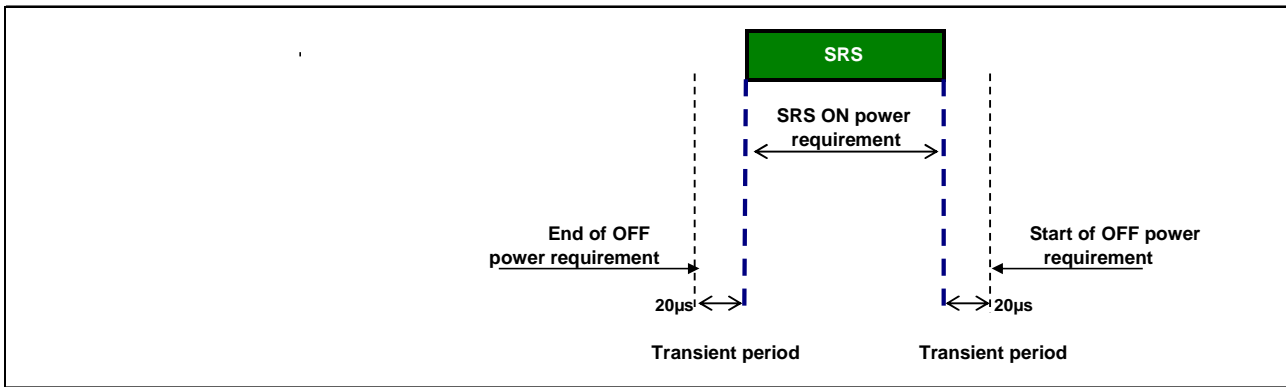 SRS
SRS ON power
requirement
End of OFF
power requirement
Start of OFF power
requirement
20µs
20µs
Transient period
Transient period